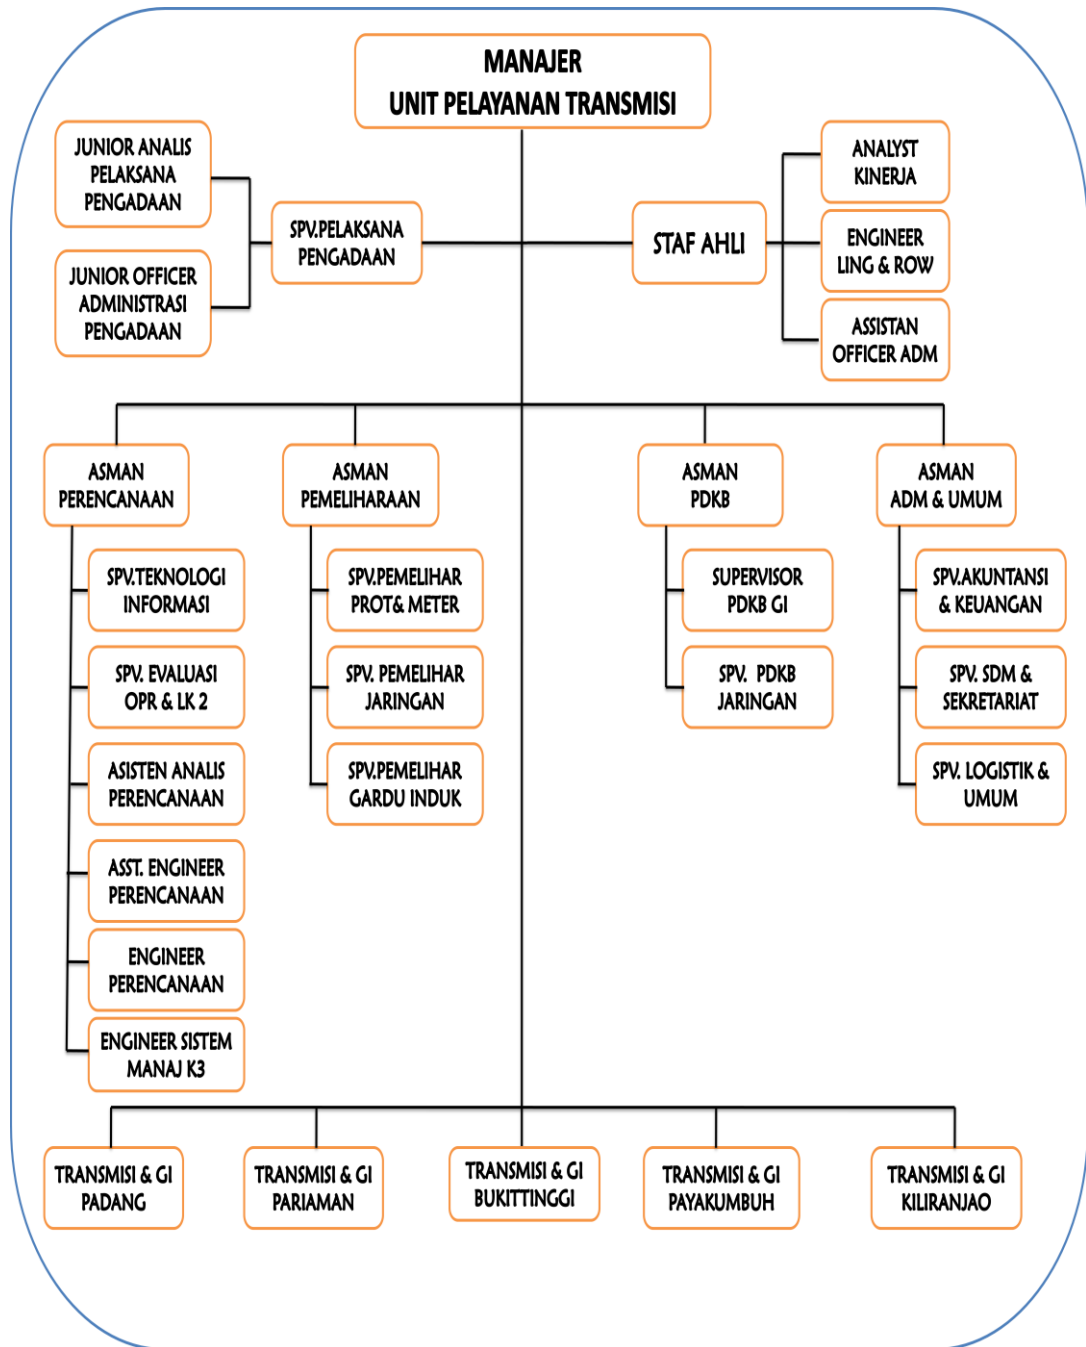 MANAJER
UNIT PELAYANAN TRANSMISI
JUNIOR ANALIS
PELAKSANA
PENGADAAN
JUNIOR OFFICER
ADMINISTRASI
PENGADAAN
SPV.PELAKSANA
PENGADAAN
STAF AHLI
ANALYST
KINERJA
ENGINEER
LING & ROW
ASSISTAN
OFFICER ADM
ASMAN
PERENCANAAN
SPV.TEKNOLOGI
INFORMASI
SPV. EVALUASI
OPR & LK 2
ASISTEN ANALIS
PERENCANAAN
ASST. ENGINEER
PERENCANAAN
ENGINEER
PERENCANAAN
ENGINEER SISTEM
MANAJ K3
ASMAN
PEMELIHARAAN
SPV.PEMELIHAR
PROT& METER
SPV. PEMELIHAR
JARINGAN
SPV.PEMELIHAR
GARDU INDUK
ASMAN
PDKB
SUPERVISOR
PDKB GI
SPV. PDKB
JARINGAN
ASMAN
ADM & UMUM
SPV.AKUNTANSI
& KEUANGAN
SPV. SDM &
SEKRETARIAT
SPV. LOGISTIK &
UMUM
TRANSMISI & GI
PADANG
TRANSMISI & GI
PARIAMAN
TRANSMISI & GI
BUKITTINGGI
TRANSMISI & GI
PAYAKUMBUH
TRANSMISI & GI
KILIRANJAO